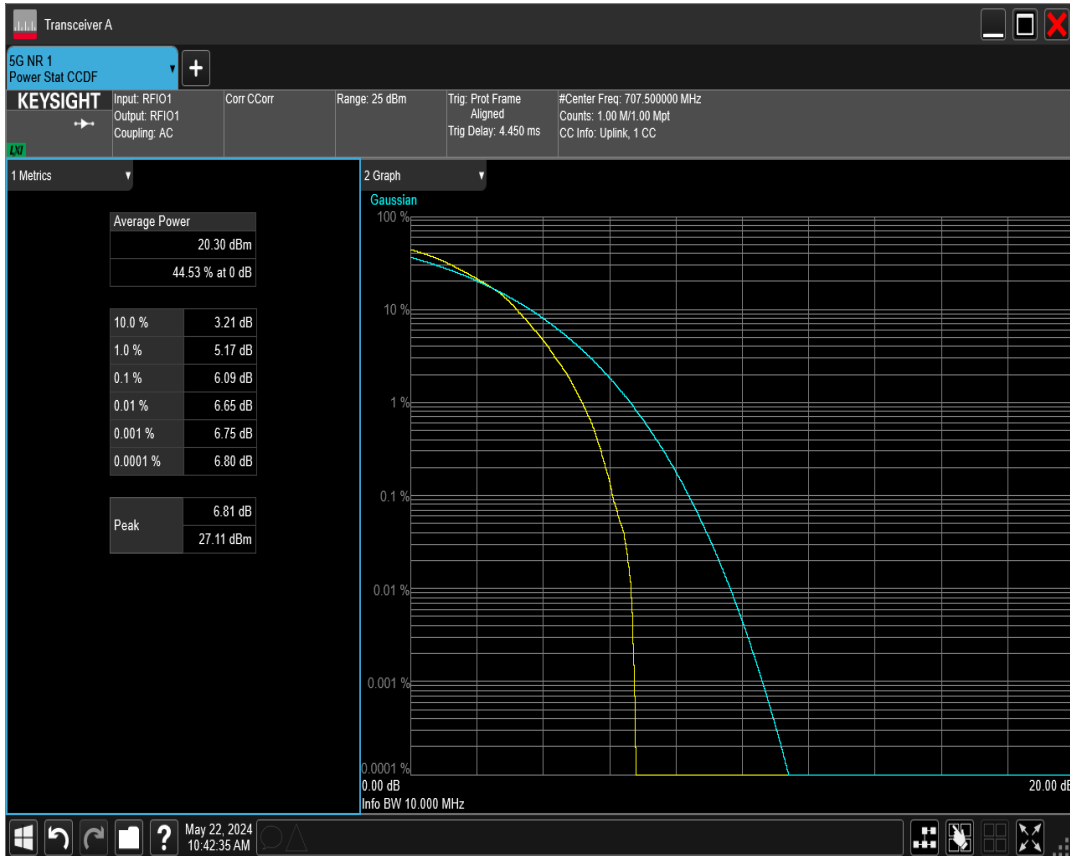 Transceiver A
5G NR 1
Power Stat CCDF
KEYSIGHT
LXI
Input: RFIO1
Output: RFIO1
Coupling: AC
Corr CCorr
Range: 25 dBm
Trig: Prot Frame
Aligned
Trig Delay: 4.450 ms
#Center Freq: 707.500000 MHz
Counts: 1.00 M/1.00 Mpt
CC Info: Uplink, 1 CC
1 Metrics
Average Power
20.30 dBm
44.53 % at 0 dB
10.0 % 3.21 dB
1.0 % 5.17 dB
0.1 % 6.09 dB
0.01 % 6.65 dB
0.001 % 6.75 dB
0.0001 % 6.80 dB
Peak
6.81 dB
27.11 dBm
2 Graph
Gaussian
100 %
10 %
1 %
0.1 %
0.01 %
0.001 %
0.0001 %
0.00 dB 20.00 dB
Info BW 10.000 MHz
?
May 22, 2024
10:42:35 AM